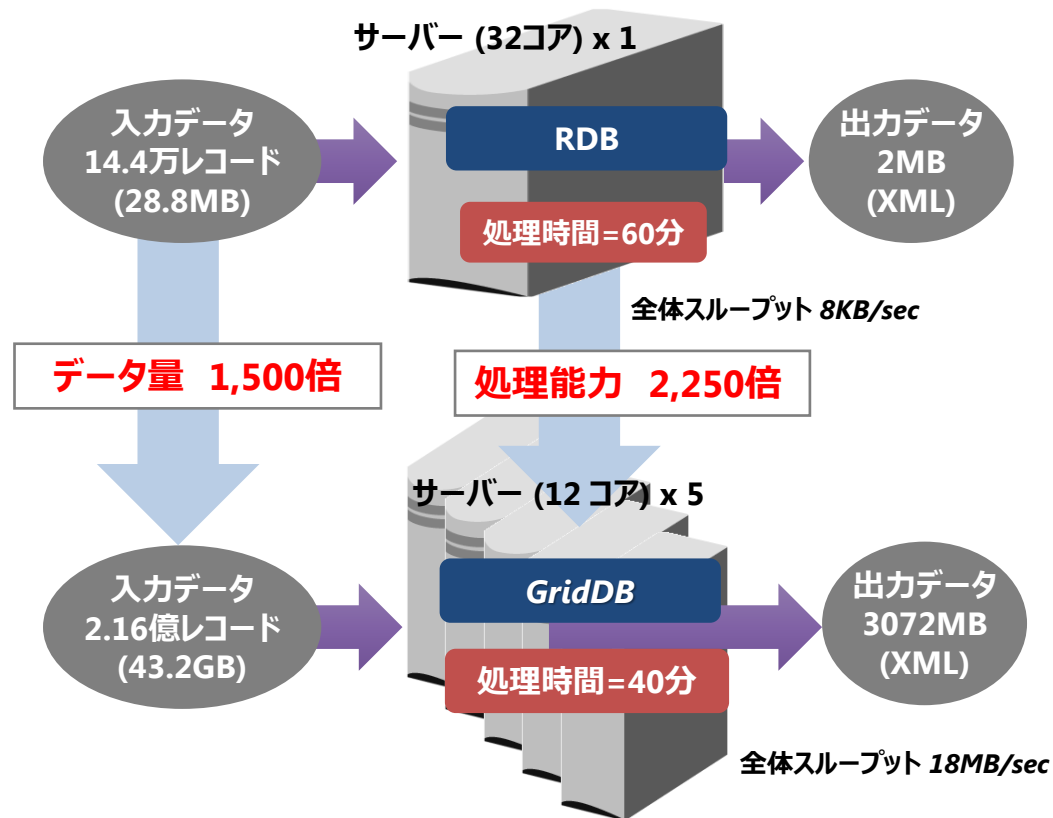 サーバー (32コア) x 1
入力データ
14.4万レコード
(28.8MB)
RDB
処理時間=60分
出力データ
2MB
(XML)
全体スループット 8KB/sec
データ量 1,500倍
処理能力 2,250倍
サーバー (12 コア) x 5
入力データ
2.16億レコード
(43.2GB)
GridDB
処理時間=40分
出力データ
3072MB
(XML)
全体スループット 18MB/sec